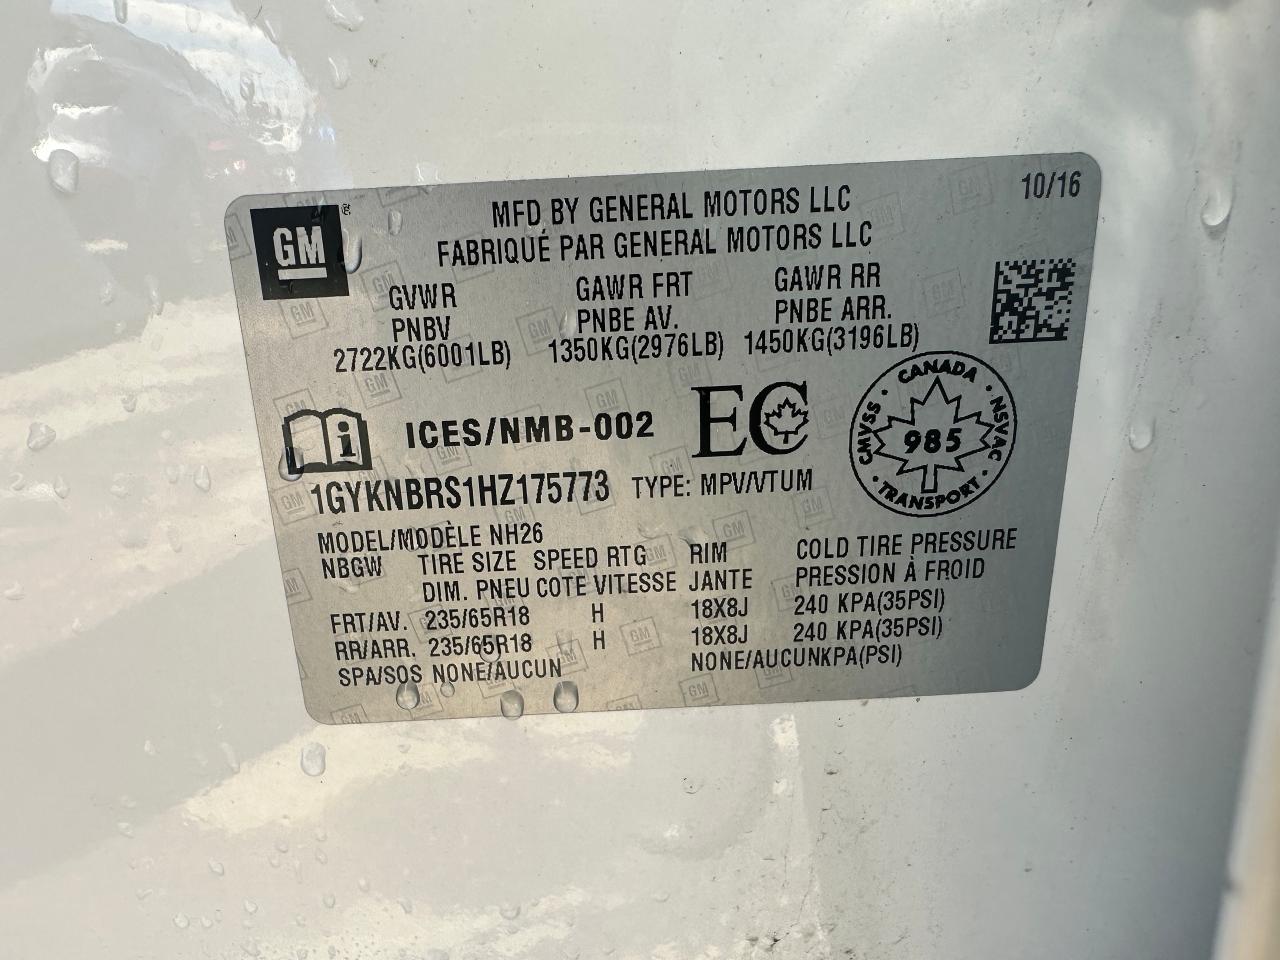 GM
10/16
MFD BY GENERAL MOTORS LLC
FABRIQUÉ PAR GENERAL MOTORS LLC
GVWR GAWR FRT GAWR RR
PNBV PNBE AV. PNBE ARR.
2722KG(6001LB) 1350KG(2976LB) 1450KG(3196LB)
ICES/NMB-002 EC
CANADA
CMVSS 985 NSVAC
TRANSPORT
1GYKNBRS1HZ175773 TYPE: MPV/VTUM
MODEL/MODÈLE NH26
NBGW TIRE SIZE SPEED RTG RIM COLD TIRE PRESSURE
DIM. PNEU COTE VITESSE JANTE PRESSION À FROID
FRT/AV. 235/65R18 H 18X8J 240 KPA(35PSI)
RR/ARR. 235/65R18 H 18X8J 240 KPA(35PSI)
SPA/SOS NONE/AUCUN NONE/AUCUNKPA(PSI)